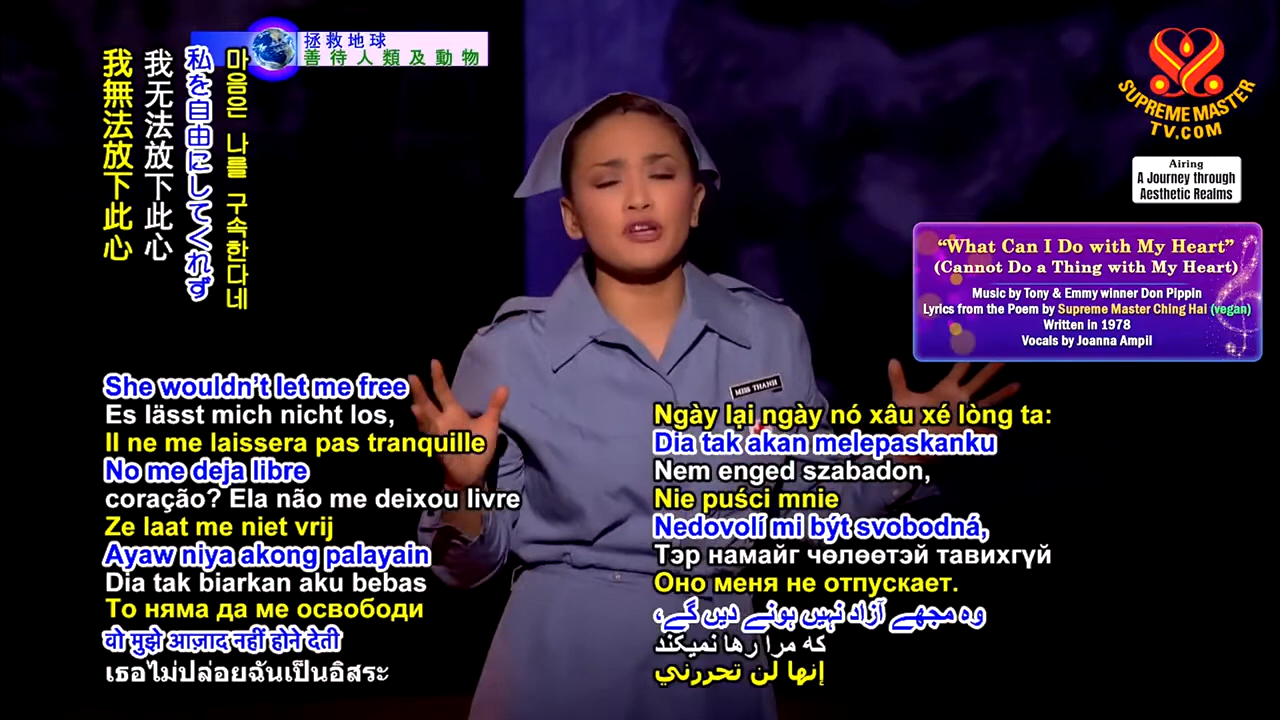 拯救地球
善待人類及動物
마음은 나를 구속한다네
私を自由にしてくれず
我无法放下此心
我無法放下此心
SUPREME MASTER
TV.COM
Airing
A Journey through
Aesthetic Realms
“What Can I Do with My Heart”
(Cannot Do a Thing with My Heart)
Music by Tony & Emmy winner Don Pippin
Lyrics from the Poem by Supreme Master Ching Hai (vegan)
Written in 1978
Vocals by Joanna Ampil
MISS THANH
She wouldn’t let me free
Es lässt mich nicht los,
Il ne me laissera pas tranquille
No me deja libre
coração? Ela não me deixou livre
Ze laat me niet vrij
Ayaw niya akong palayain
Dia tak biarkan aku bebas
То няма да ме освободи
वो मुझे आज़ाद नहीं होने देती
เธอไม่ปล่อยฉันเป็นอิสระ
Ngày lại ngày nó xâu xé lòng ta:
Dia tak akan melepaskanku
Nem enged szabadon,
Nie puści mnie
Nedovolí mi být svobodná,
Тэр намайг чөлөөтэй тавихгүй
Оно меня не отпускает.
وہ مجھے آزاد نہیں ہونے دیں گے،
که مرا رها نمیکند
إنها لن تحررني